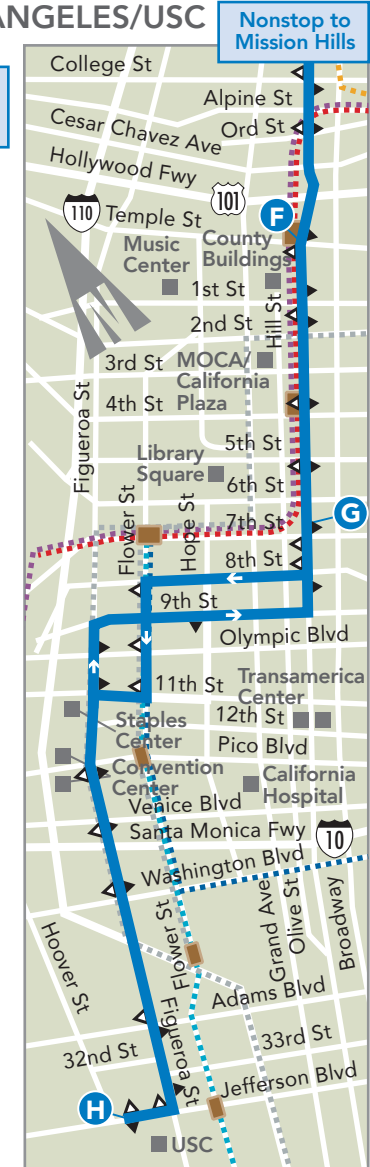 ANGELES/USC
Nonstop to
Mission Hills
College St
Alpine St
Cesar Chavez Ave
Ord St
Hollywood Fwy
101
110
Temple St
F
Music
Center
County
Buildings
1st St
Hill St
2nd St
3rd St
MOCA/
California
Plaza
4th St
Figueroa St
5th St
Library
Square
6th St
Flower St
Hope St
7th St
G
8th St
9th St
Olympic Blvd
11th St
Transamerica
Center
12th St
Staples
Center
Pico Blvd
Convention
Center
California
Hospital
Venice Blvd
Santa Monica Fwy
10
Washington Blvd
Hoover St
Flower St
Grand Ave
Olive St
Broadway
Adams Blvd
Figueroa St
33rd St
32nd St
Jefferson Blvd
H
USC